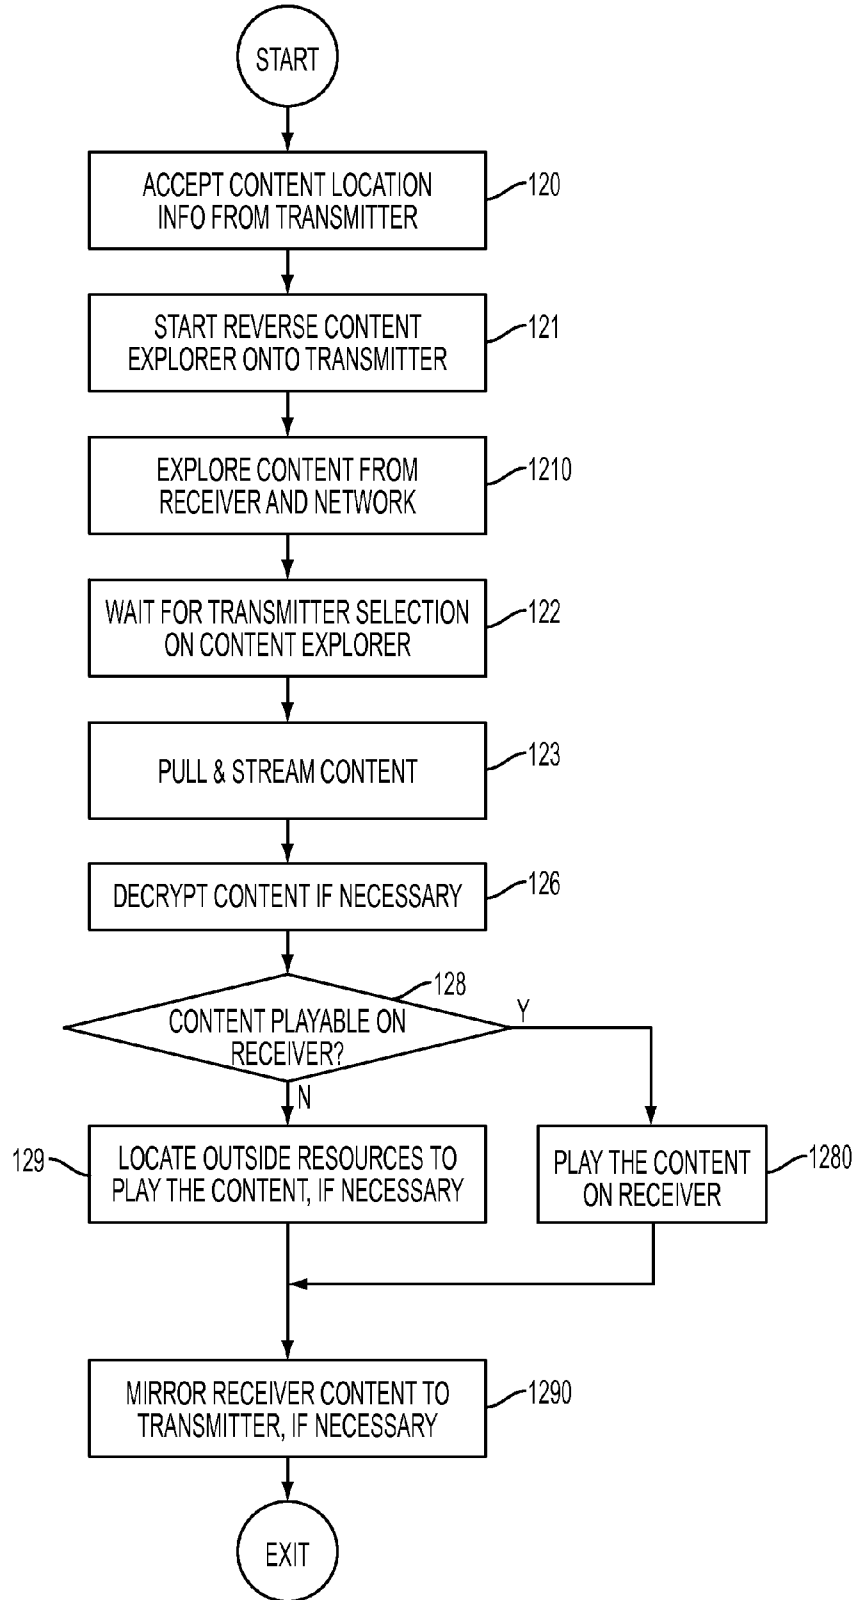 START
ACCEPT CONTENT LOCATION
INFO FROM TRANSMITTER
120
START REVERSE CONTENT
EXPLORER ONTO TRANSMITTER
121
EXPLORE CONTENT FROM
RECEIVER AND NETWORK
1210
WAIT FOR TRANSMITTER SELECTION
ON CONTENT EXPLORER
122
PULL & STREAM CONTENT
123
DECRYPT CONTENT IF NECESSARY
126
CONTENT PLAYABLE ON
RECEIVER?
128
Y
N
129
LOCATE OUTSIDE RESOURCES TO
PLAY THE CONTENT, IF NECESSARY
PLAY THE CONTENT
ON RECEIVER
1280
MIRROR RECEIVER CONTENT TO
TRANSMITTER, IF NECESSARY
1290
EXIT